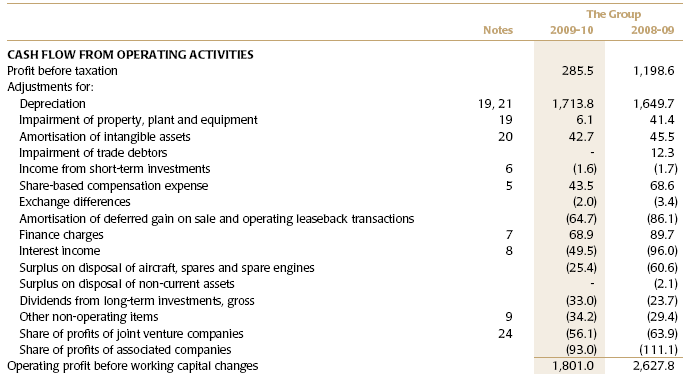 The Group
Notes 2009-10 2008-09
CASH FLOW FROM OPERATING ACTIVITIES
Profit before taxation 285.5 1,198.6
Adjustments for:
Depreciation 19, 21 1,713.8 1,649.7
Impairment of property, plant and equipment 19 6.1 41.4
Amortisation of intangible assets 20 42.7 45.5
Impairment of trade debtors - 12.3
Income from short-term investments 6 (1.6) (1.7)
Share-based compensation expense 5 43.5 68.6
Exchange differences (2.0) (3.4)
Amortisation of deferred gain on sale and operating leaseback transactions (64.7) (86.1)
Finance charges 7 68.9 89.7
Interest income 8 (49.5) (96.0)
Surplus on disposal of aircraft, spares and spare engines (25.4) (60.6)
Surplus on disposal of non-current assets - (2.1)
Dividends from long-term investments, gross (33.0) (23.7)
Other non-operating items 9 (34.2) (29.4)
Share of profits of joint venture companies 24 (56.1) (63.9)
Share of profits of associated companies (93.0) (111.1)
Operating profit before working capital changes 1,801.0 2,627.8